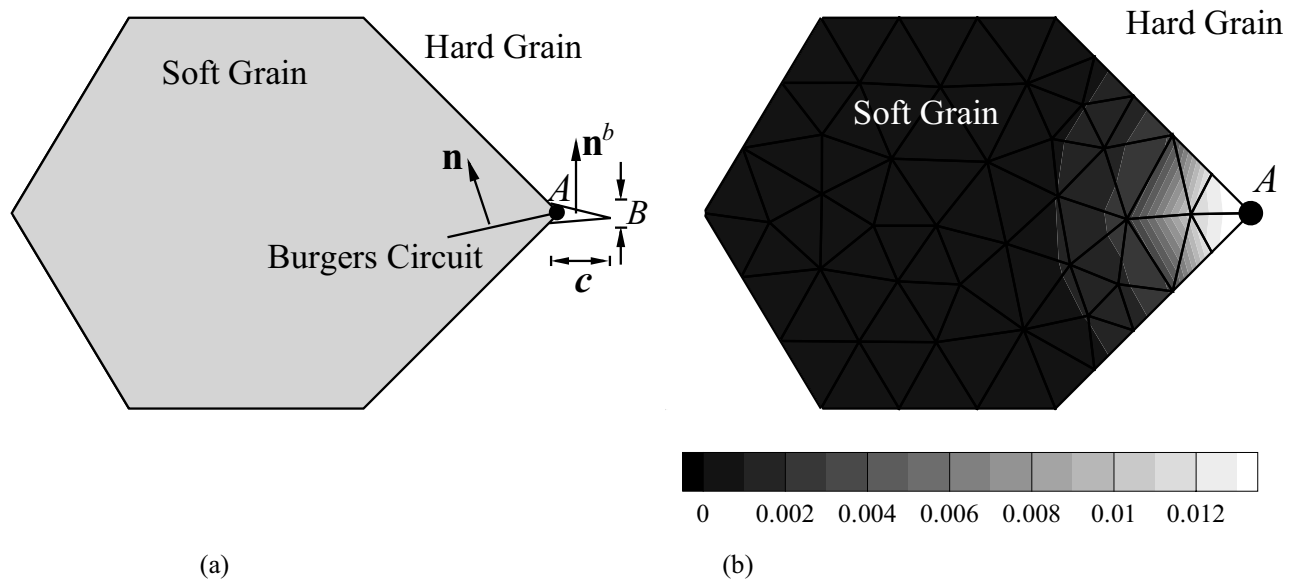 Hard Grain
Soft Grain
n
A
n^b
B
Burgers Circuit
c
(a)
Hard Grain
Soft Grain
A
0 0.002 0.004 0.006 0.008 0.01 0.012
(b)